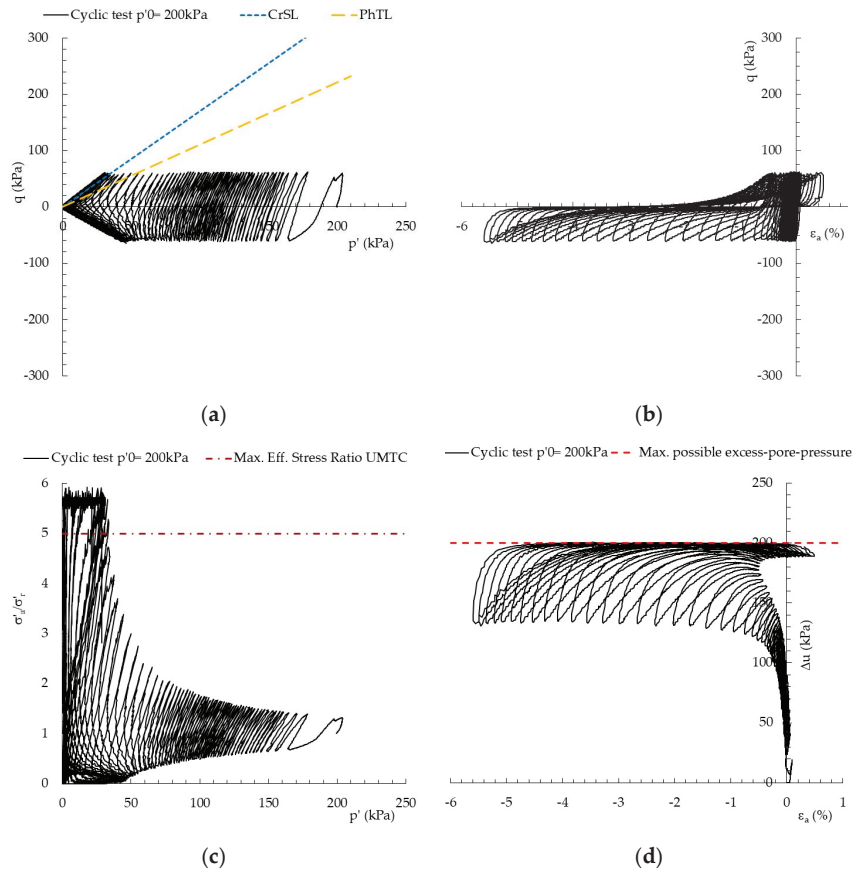 Cyclic test p'0= 200kPa CrSL PhTL
300
200
100
0
-100
-200
-300
q (kPa)
0 50 100 150 200 250
p' (kPa)
(a)
300
200
100
0
-100
-200
-300
q (kPa)
-6
εa (%)
(b)
Cyclic test p'0= 200kPa Max. Eff. Stress Ratio UMTC
6
5
4
3
2
1
0
σ'a/σ'r
0 50 100 150 200 250
p' (kPa)
(c)
Cyclic test p'0= 200kPa Max. possible excess-pore-pressure
250
200
150
100
50
0
Δu (kPa)
-6 -5 -4 -3 -2 -1 0 1
εa (%)
(d)